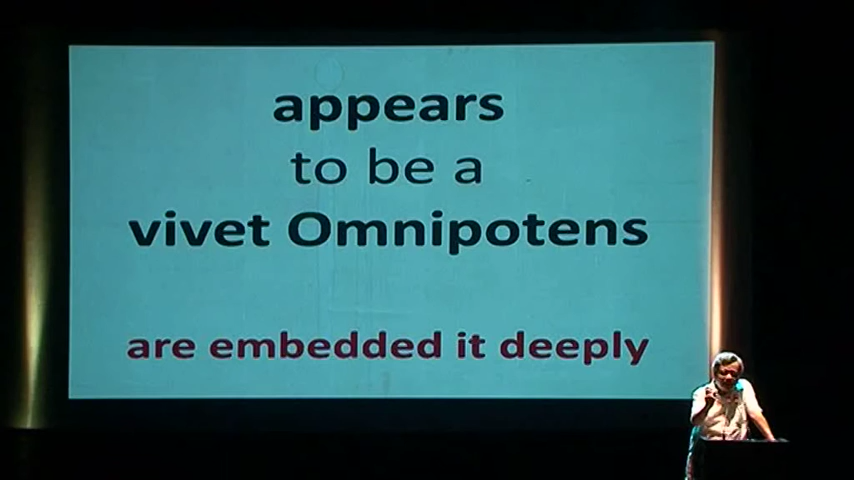 appears
to be a
vivet Omnipotens
are embedded it deeply